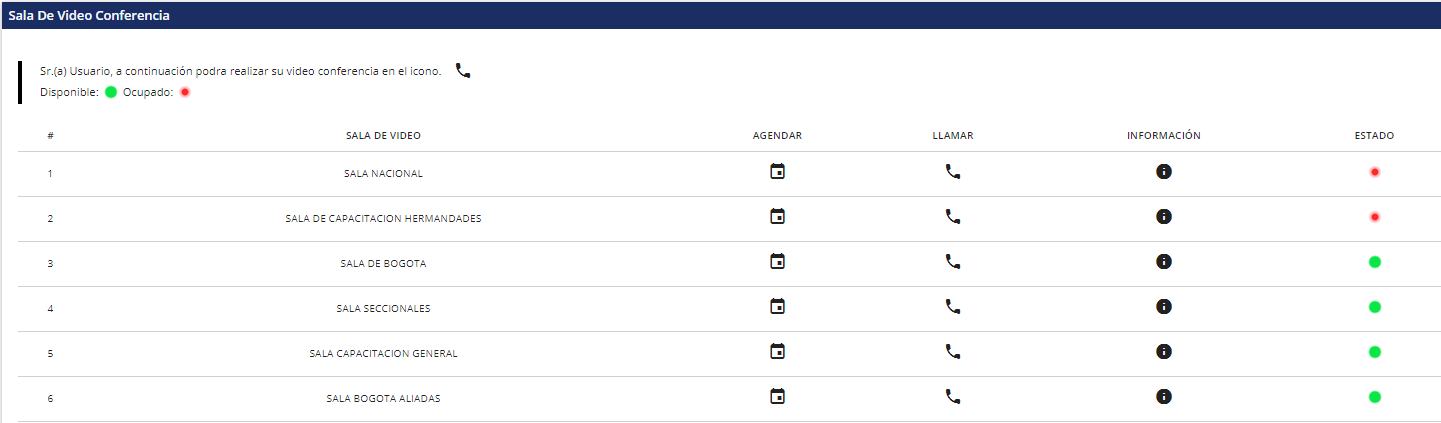 Sala De Video Conferencia
Sr.(a) Usuario, a continuación podra realizar su video conferencia en el icono.
Disponible: Ocupado:
# SALA DE VIDEO AGENDAR LLAMAR INFORMACIÓN ESTADO
1 SALA NACIONAL
2 SALA DE CAPACITACION HERMANDADES
3 SALA DE BOGOTA
4 SALA SECCIONALES
5 SALA CAPACITACION GENERAL
6 SALA BOGOTA ALIADAS